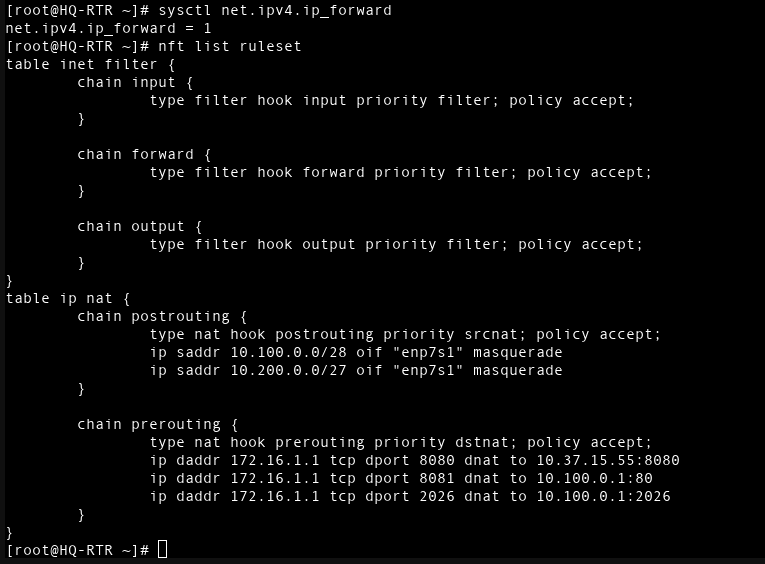 [root@HQ-RTR ~]# sysctl net.ipv4.ip_forward
net.ipv4.ip_forward = 1
[root@HQ-RTR ~]# nft list ruleset
table inet filter {
        chain input {
                type filter hook input priority filter; policy accept;
        }

        chain forward {
                type filter hook forward priority filter; policy accept;
        }

        chain output {
                type filter hook output priority filter; policy accept;
        }
}
table ip nat {
        chain postrouting {
                type nat hook postrouting priority srcnat; policy accept;
                ip saddr 10.100.0.0/28 oif "enp7s1" masquerade
                ip saddr 10.200.0.0/27 oif "enp7s1" masquerade
        }

        chain prerouting {
                type nat hook prerouting priority dstnat; policy accept;
                ip daddr 172.16.1.1 tcp dport 8080 dnat to 10.37.15.55:8080
                ip daddr 172.16.1.1 tcp dport 8081 dnat to 10.100.0.1:80
                ip daddr 172.16.1.1 tcp dport 2026 dnat to 10.100.0.1:2026
        }
}
[root@HQ-RTR ~]#